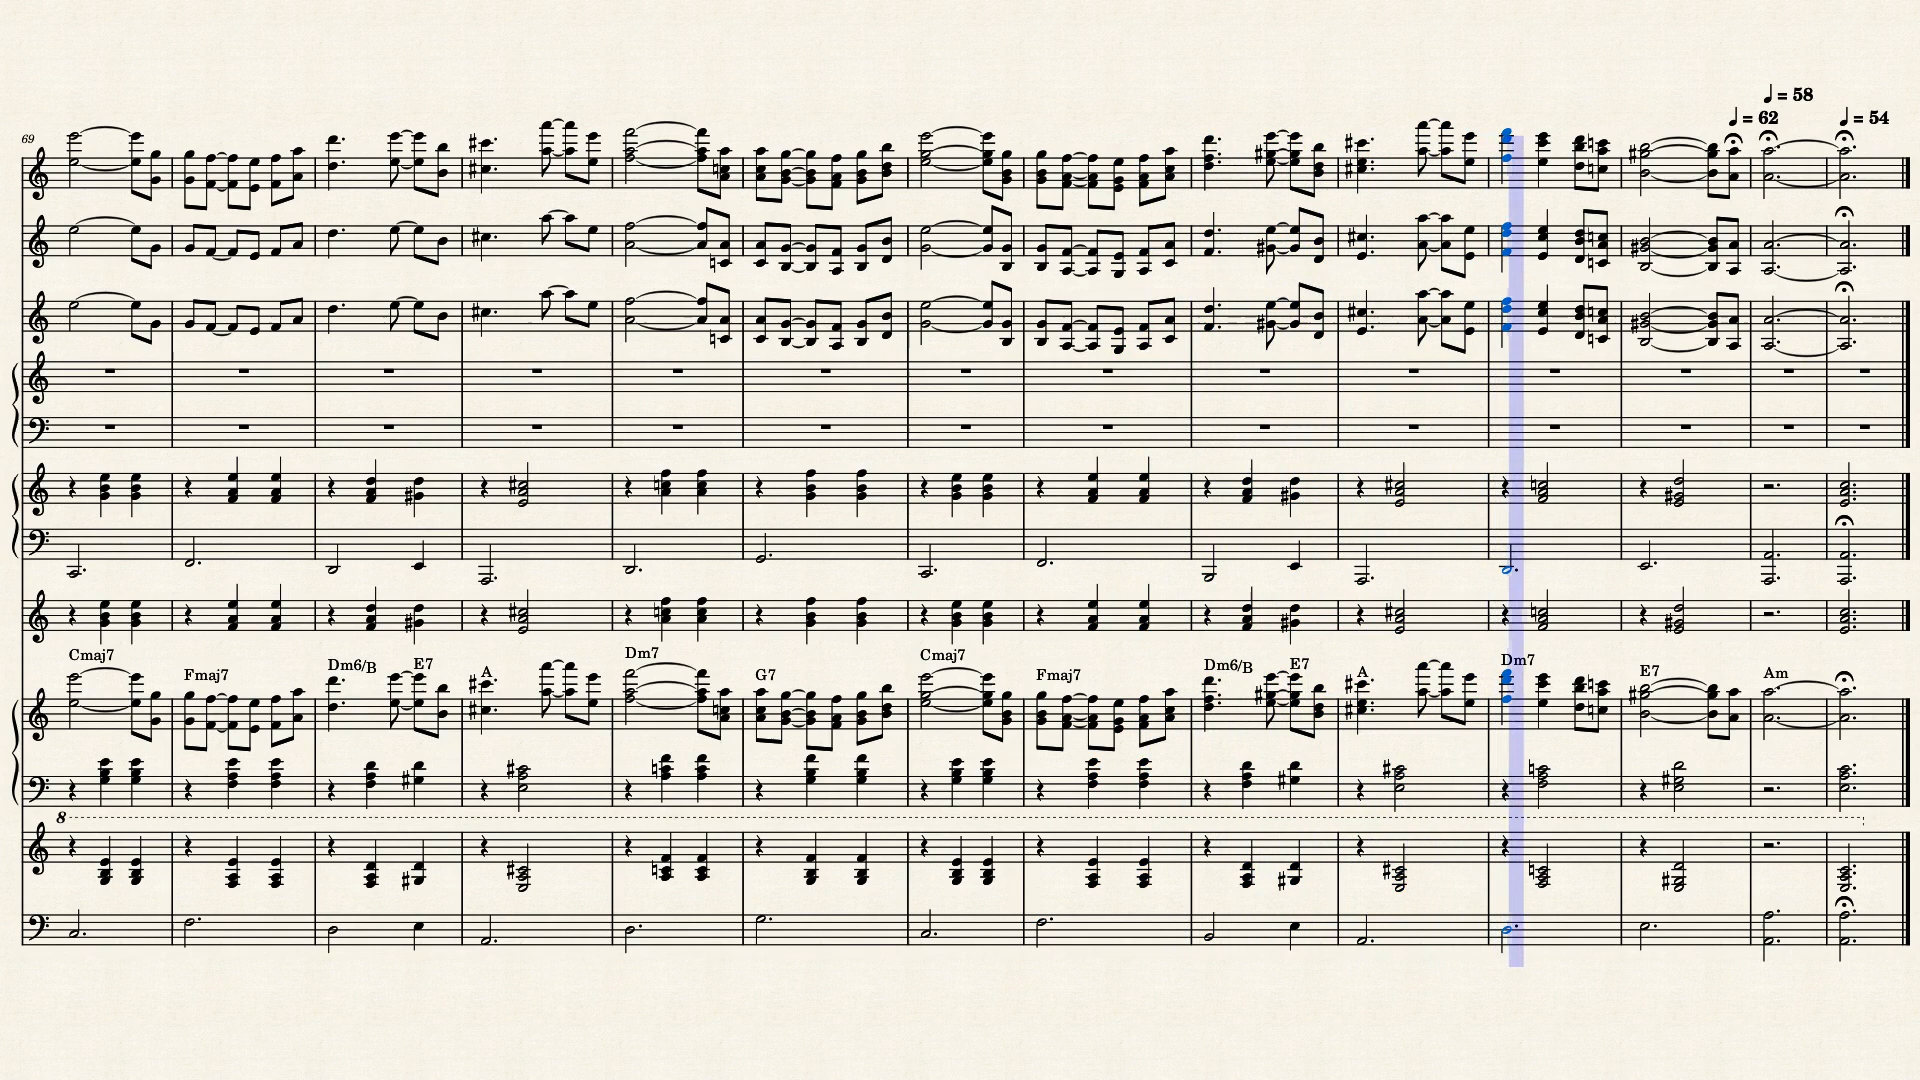 ♩ = 58
♩ = 62 ♩ = 54
69
Cmaj7 Fmaj7 Dm6/B E7 A Dm7 G7 Cmaj7 Fmaj7 Dm6/B E7 A Dm7 E7 Am
8